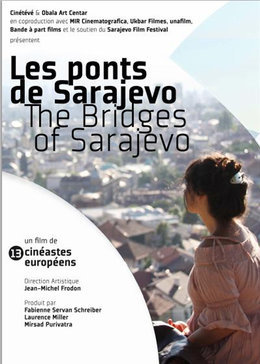 Cinétévé & Obala Art Centar
en coproduction avec MIR Cinematografica, Ukbar Filmes, unafilm,
Bande à part films et le soutien du Sarajevo Film Festival
présentent
Les ponts
de Sarajevo
The Bridges
of Sarajevo
un film de
13 cinéastes
européens
Direction Artistique
Jean-Michel Frodon
Produit par
Fabienne Servan Schreiber
Laurence Miller
Mirsad Purivatra